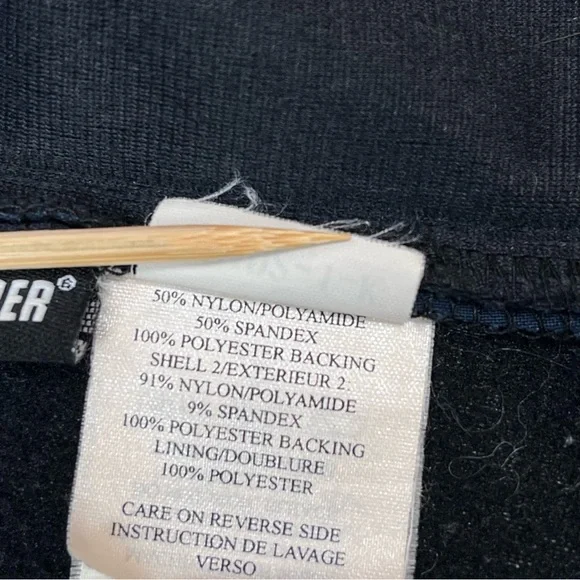 DER
50% NYLON/POLYAMIDE
50% SPANDEX
100% POLYESTER BACKING
SHELL 2/EXTERIEUR 2
91% NYLON/POLYAMIDE
9% SPANDEX
100% POLYESTER BACKING
LINING/DOUBLURE
100% POLYESTER
CARE ON REVERSE SIDE
INSTRUCTION DE LAVAGE
VERSO